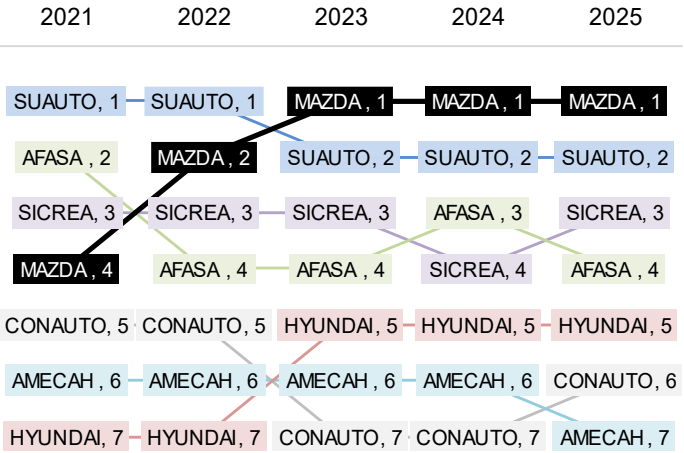 2021 2022 2023 2024 2025
SUAUTO, 1 SUAUTO, 1 MAZDA , 1 MAZDA , 1 MAZDA , 1
AFASA , 2 MAZDA , 2 SUAUTO, 2 SUAUTO, 2 SUAUTO, 2
SICREA, 3 SICREA, 3 SICREA, 3 AFASA , 3 SICREA, 3
MAZDA , 4 AFASA , 4 AFASA , 4 SICREA, 4 AFASA , 4
CONAUTO, 5 CONAUTO, 5 HYUNDAI, 5 HYUNDAI, 5 HYUNDAI, 5
AMECAH , 6 AMECAH , 6 AMECAH , 6 AMECAH , 6 CONAUTO, 6
HYUNDAI, 7 HYUNDAI, 7 CONAUTO, 7 CONAUTO, 7 AMECAH , 7